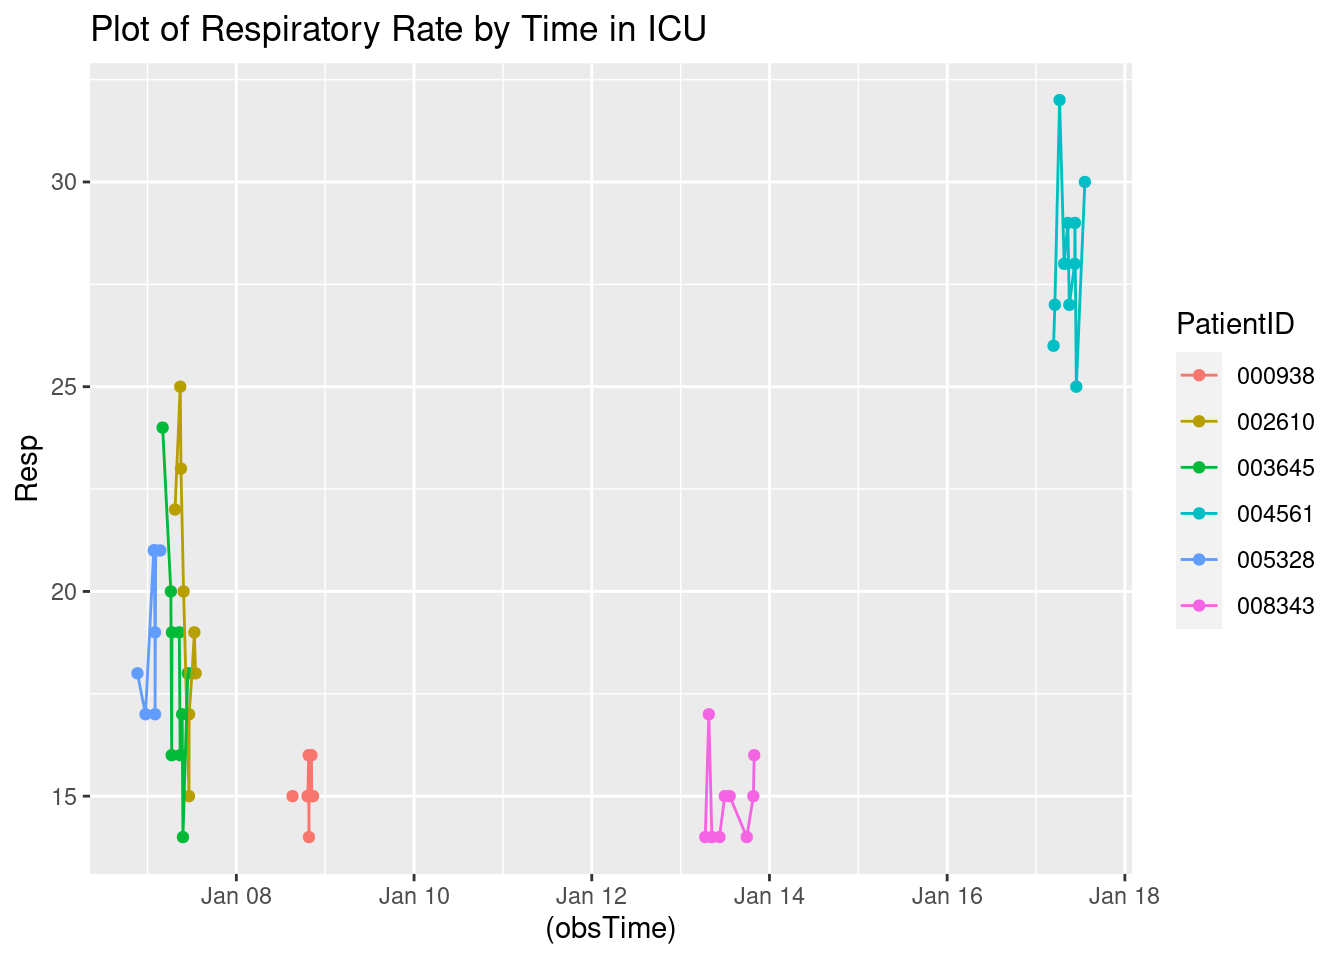 Plot of Respiratory Rate by Time in ICU
30
25
20
15
Resp
Jan 08 Jan 10 Jan 12 Jan 14 Jan 16 Jan 18
(obsTime)
PatientID
000938
002610
003645
004561
005328
008343